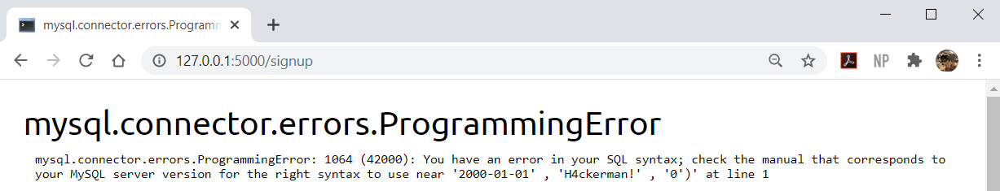 mysql.connector.errors.Programm
127.0.0.1:5000/signup
NP
mysql.connector.errors.ProgrammingError
mysql.connector.errors.ProgrammingError: 1064 (42000): You have an error in your SQL syntax; check the manual that corresponds to
your MySQL server version for the right syntax to use near '2000-01-01' , 'H4ckerman!' , '0')' at line 1